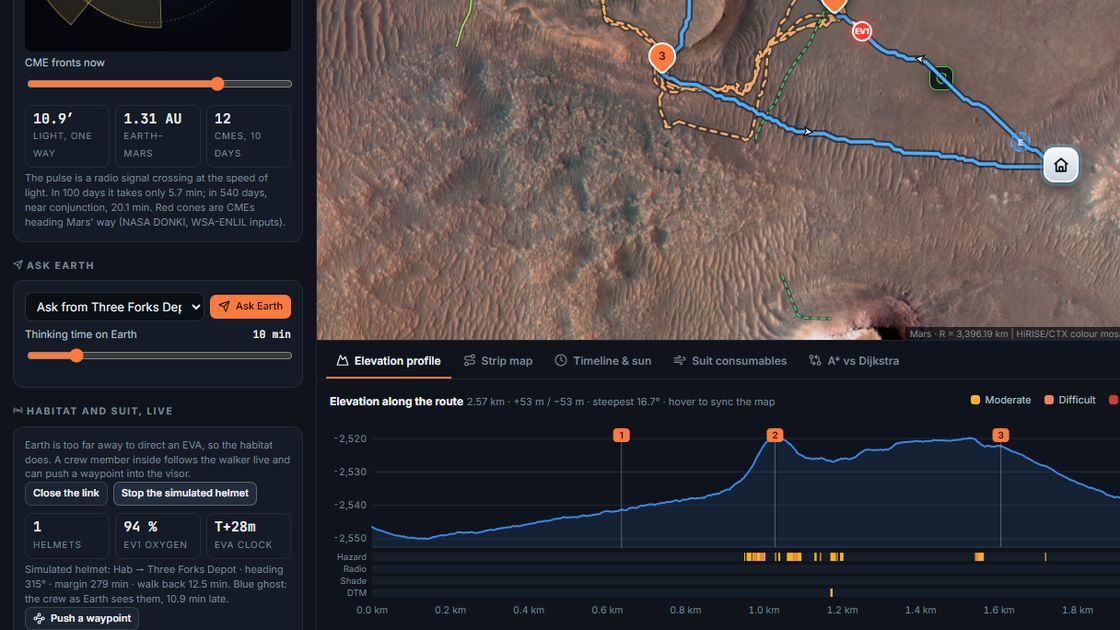 CME fronts now
10.9′
LIGHT, ONE
WAY
1.31 AU
EARTH–
MARS
12
CMES, 10
DAYS
The pulse is a radio signal crossing at the speed of
light. In 100 days it takes only 5.7 min; in 540 days,
near conjunction, 20.1 min. Red cones are CMEs
heading Mars' way (NASA DONKI, WSA-ENLIL inputs).
ASK EARTH
Ask from Three Forks Dep
Ask Earth
Thinking time on Earth
10 min
HABITAT AND SUIT, LIVE
Earth is too far away to direct an EVA, so the habitat
does. A crew member inside follows the walker live and
can push a waypoint into the visor.
Close the link
Stop the simulated helmet
1
HELMETS
94 %
EV1 OXYGEN
T+28m
EVA CLOCK
Simulated helmet: Hab → Three Forks Depot · heading
315° · margin 279 min · walk back 12.5 min. Blue ghost:
the crew as Earth sees them, 10.9 min late.
Push a waypoint
3
EV1
E
Mars · R = 3,396.19 km | HiRISE/CTX colour mos
Elevation profile
Strip map
Timeline & sun
Suit consumables
A* vs Dijkstra
Elevation along the route 2.57 km · +53 m / −53 m · steepest 16.7° · hover to sync the map
Moderate
Difficult
1
2
3
−2,520
−2,530
−2,540
−2,550
Hazard
Radio
Shade
DTM
0.0 km
0.2 km
0.4 km
0.6 km
0.8 km
1.0 km
1.2 km
1.4 km
1.6 km
1.8 km